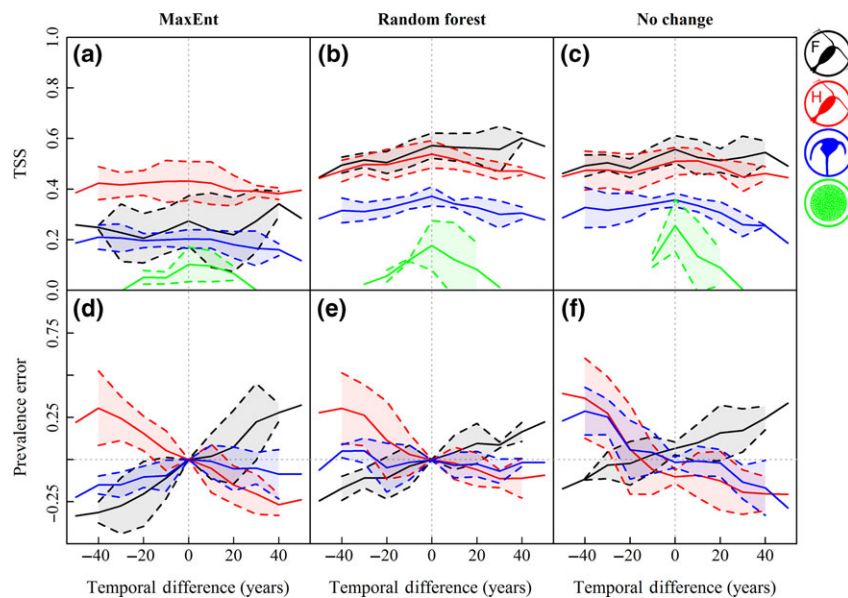 MaxEnt Random forest No change
(a) (b) (c)
F
H
TSS
1.0
0.8
0.6
0.4
0.2
0.0
(d) (e) (f)
Prevalence error
0.75
0.25
−0.25
−40 −20 0 20 40 −40 −20 0 20 40 −40 −20 0 20 40
Temporal difference (years) Temporal difference (years) Temporal difference (years)